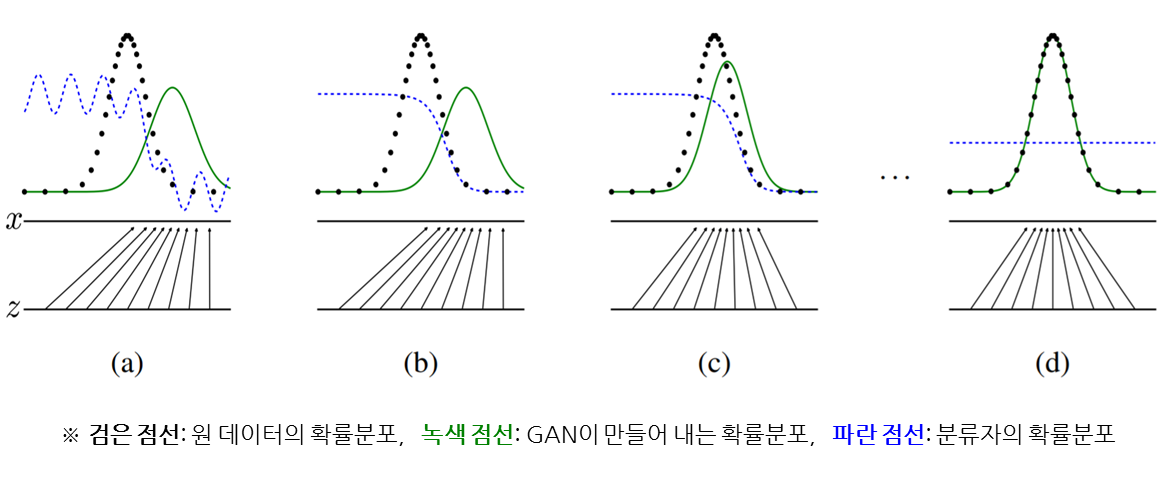 ...
x
z
(a) (b) (c) (d)
※ 검은 점선: 원 데이터의 확률분포, 녹색 점선: GAN이 만들어 내는 확률분포, 파란 점선: 분류자의 확률분포